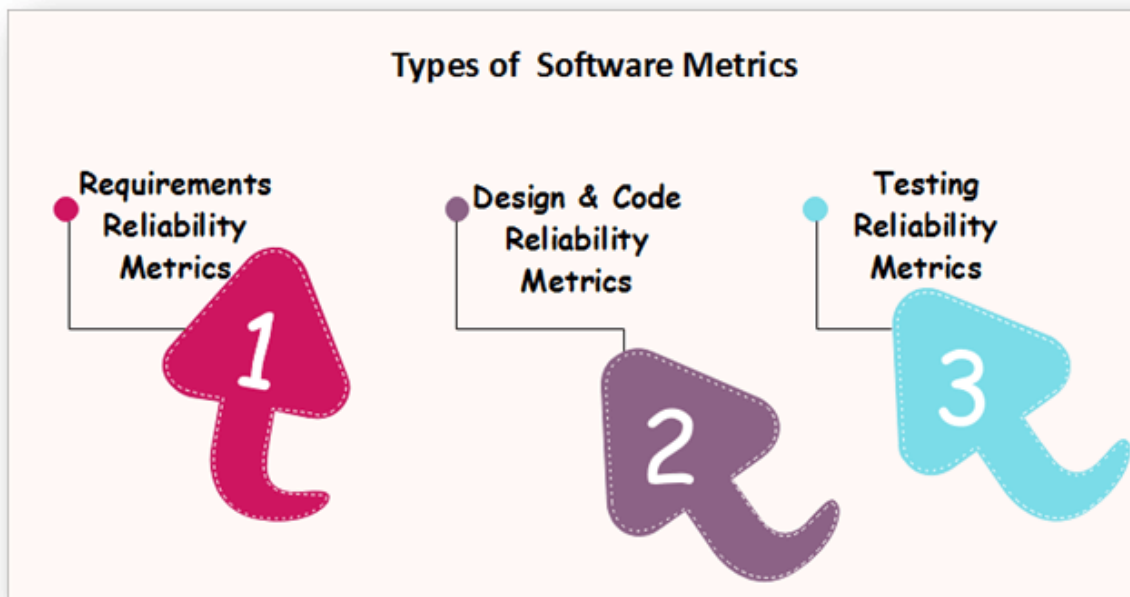 Types of Software Metrics
Requirements
Reliability
Metrics
1
Design & Code
Reliability
Metrics
2
Testing
Reliability
Metrics
3